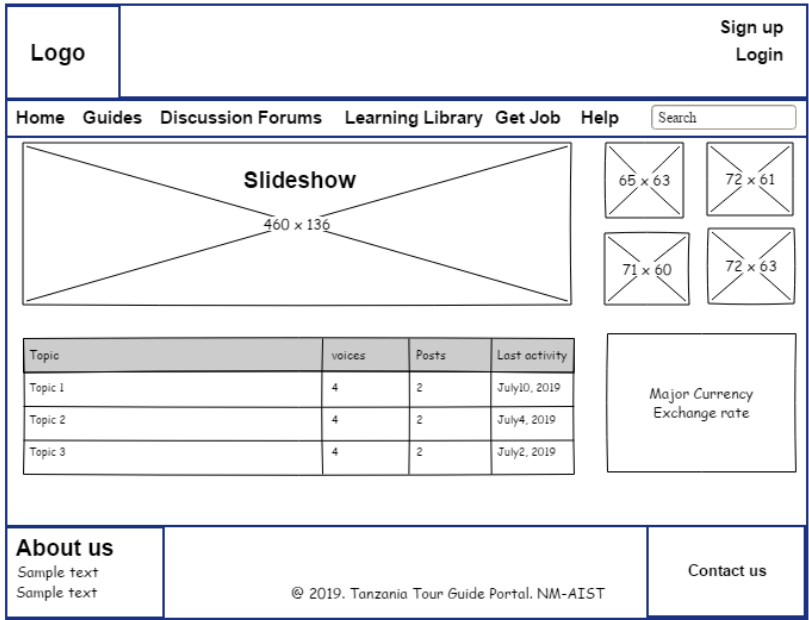 Logo
Sign up
Login
Home Guides Discussion Forums Learning Library Get Job Help Search
Slideshow
460 x 136
65 x 63
72 x 61
71 x 60
72 x 63
Topic voices Posts Last activity
Topic 1 4 2 July10, 2019
Topic 2 4 2 July4, 2019
Topic 3 4 2 July2, 2019
Major Currency
Exchange rate
About us
Sample text
Sample text
@ 2019. Tanzania Tour Guide Portal. NM-AIST
Contact us